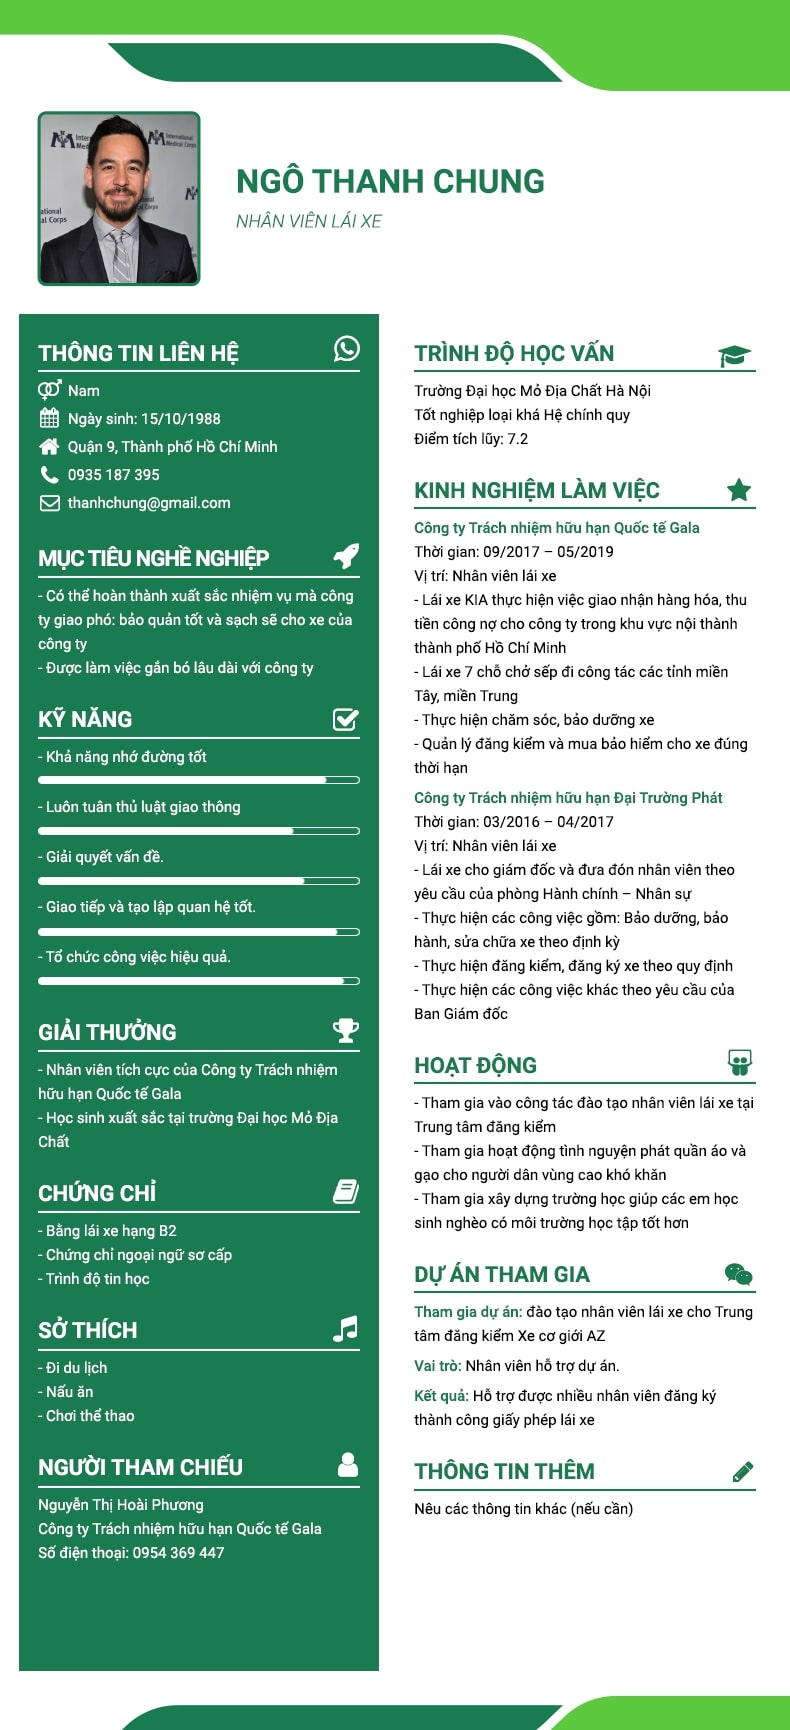 International
Medical Corps
ational
al Corps
NGÔ THANH CHUNG
NHÂN VIÊN LÁI XE
THÔNG TIN LIÊN HỆ
Nam
Ngày sinh: 15/10/1988
Quận 9, Thành phố Hồ Chí Minh
0935 187 395
thanhchung@gmail.com
MỤC TIÊU NGHỀ NGHIỆP
- Có thể hoàn thành xuất sắc nhiệm vụ mà công
ty giao phó: bảo quản tốt và sạch sẽ cho xe của
công ty
- Được làm việc gắn bó lâu dài với công ty
KỸ NĂNG
- Khả năng nhớ đường tốt
- Luôn tuân thủ luật giao thông
- Giải quyết vấn đề.
- Giao tiếp và tạo lập quan hệ tốt.
- Tổ chức công việc hiệu quả.
GIẢI THƯỞNG
- Nhân viên tích cực của Công ty Trách nhiệm
hữu hạn Quốc tế Gala
- Học sinh xuất sắc tại trường Đại học Mỏ Địa
Chất
CHỨNG CHỈ
- Bằng lái xe hạng B2
- Chứng chỉ ngoại ngữ sơ cấp
- Trình độ tin học
SỞ THÍCH
- Đi du lịch
- Nấu ăn
- Chơi thể thao
NGƯỜI THAM CHIẾU
Nguyễn Thị Hoài Phương
Công ty Trách nhiệm hữu hạn Quốc tế Gala
Số điện thoại: 0954 369 447
TRÌNH ĐỘ HỌC VẤN
Trường Đại học Mỏ Địa Chất Hà Nội
Tốt nghiệp loại khá Hệ chính quy
Điểm tích lũy: 7.2
KINH NGHIỆM LÀM VIỆC
Công ty Trách nhiệm hữu hạn Quốc tế Gala
Thời gian: 09/2017 – 05/2019
Vị trí: Nhân viên lái xe
- Lái xe KIA thực hiện việc giao nhận hàng hóa, thu
tiền công nợ cho công ty trong khu vực nội thành
thành phố Hồ Chí Minh
- Lái xe 7 chỗ chở sếp đi công tác các tỉnh miền
Tây, miền Trung
- Thực hiện chăm sóc, bảo dưỡng xe
- Quản lý đăng kiểm và mua bảo hiểm cho xe đúng
thời hạn
Công ty Trách nhiệm hữu hạn Đại Trường Phát
Thời gian: 03/2016 – 04/2017
Vị trí: Nhân viên lái xe
- Lái xe cho giám đốc và đưa đón nhân viên theo
yêu cầu của phòng Hành chính – Nhân sự
- Thực hiện các công việc gồm: Bảo dưỡng, bảo
hành, sửa chữa xe theo định kỳ
- Thực hiện đăng kiểm, đăng ký xe theo quy định
- Thực hiện các công việc khác theo yêu cầu của
Ban Giám đốc
HOẠT ĐỘNG
- Tham gia vào công tác đào tạo nhân viên lái xe tại
Trung tâm đăng kiểm
- Tham gia hoạt động tình nguyện phát quần áo và
gạo cho người dân vùng cao khó khăn
- Tham gia xây dựng trường học giúp các em học
sinh nghèo có môi trường học tập tốt hơn
DỰ ÁN THAM GIA
Tham gia dự án: đào tạo nhân viên lái xe cho Trung
tâm đăng kiểm Xe cơ giới AZ
Vai trò: Nhân viên hỗ trợ dự án.
Kết quả: Hỗ trợ được nhiều nhân viên đăng ký
thành công giấy phép lái xe
THÔNG TIN THÊM
Nêu các thông tin khác (nếu cần)